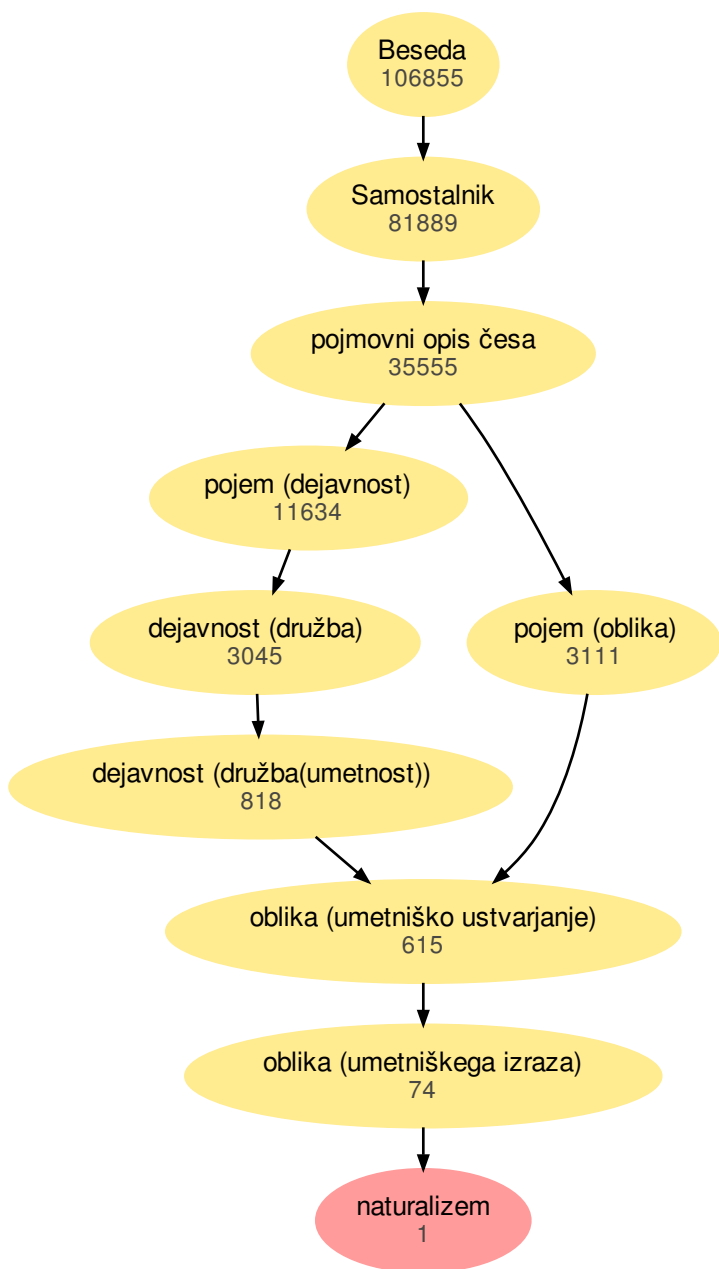 Beseda
106855
Samostalnik
81889
pojmovni opis česa
35555
pojem (dejavnost)
11634
dejavnost (družba)
3045
pojem (oblika)
3111
dejavnost (družba(umetnost))
818
oblika (umetniško ustvarjanje)
615
oblika (umetniškega izraza)
74
naturalizem
1